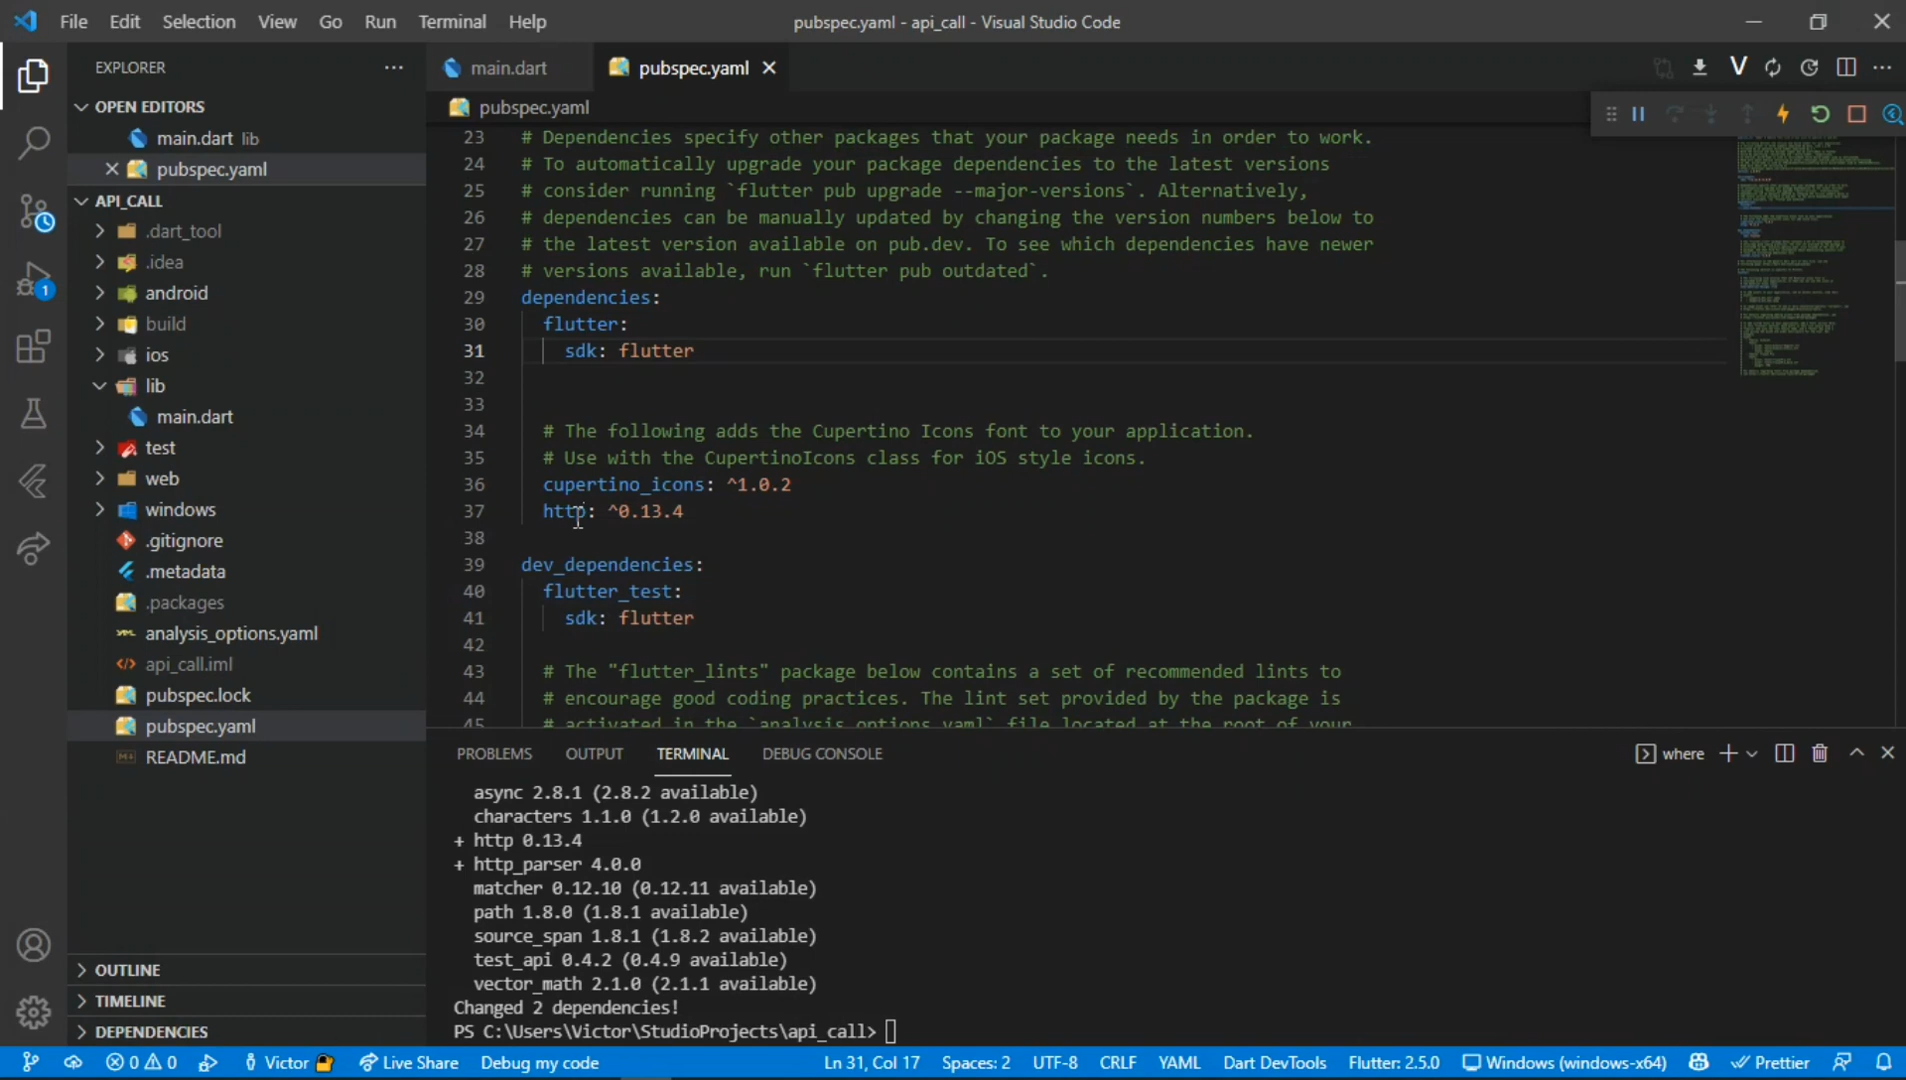 File Edit Selection View Go Run Terminal Help
pubspec.yaml - api_call - Visual Studio Code
EXPLORER
OPEN EDITORS
main.dart lib
pubspec.yaml
API_CALL
.dart_tool
.idea
android
build
ios
lib
main.dart
test
web
windows
.gitignore
.metadata
.packages
analysis_options.yaml
api_call.iml
pubspec.lock
pubspec.yaml
README.md
OUTLINE
TIMELINE
DEPENDENCIES
1
main.dart
pubspec.yaml
V
pubspec.yaml
23 # Dependencies specify other packages that your package needs in order to work.
24 # To automatically upgrade your package dependencies to the latest versions
25 # consider running `flutter pub upgrade --major-versions`. Alternatively,
26 # dependencies can be manually updated by changing the version numbers below to
27 # the latest version available on pub.dev. To see which dependencies have newer
28 # versions available, run `flutter pub outdated`.
29 dependencies:
30 flutter:
31 sdk: flutter
32
33
34 # The following adds the Cupertino Icons font to your application.
35 # Use with the CupertinoIcons class for iOS style icons.
36 cupertino_icons: ^1.0.2
37 http: ^0.13.4
38
39 dev_dependencies:
40 flutter_test:
41 sdk: flutter
42
43 # The "flutter_lints" package below contains a set of recommended lints to
44 # encourage good coding practices. The lint set provided by the package is
45 # activated in the `analysis_options.yaml` file located at the root of your
PROBLEMS OUTPUT TERMINAL DEBUG CONSOLE
where
async 2.8.1 (2.8.2 available)
characters 1.1.0 (1.2.0 available)
+ http 0.13.4
+ http_parser 4.0.0
matcher 0.12.10 (0.12.11 available)
path 1.8.0 (1.8.1 available)
source_span 1.8.1 (1.8.2 available)
test_api 0.4.2 (0.4.9 available)
vector_math 2.1.0 (2.1.1 available)
Changed 2 dependencies!
PS C:\Users\Victor\StudioProjects\api_call>
0 0 Victor Live Share Debug my code Ln 31, Col 17 Spaces: 2 UTF-8 CRLF YAML Dart DevTools Flutter: 2.5.0 Windows (windows-x64) Prettier